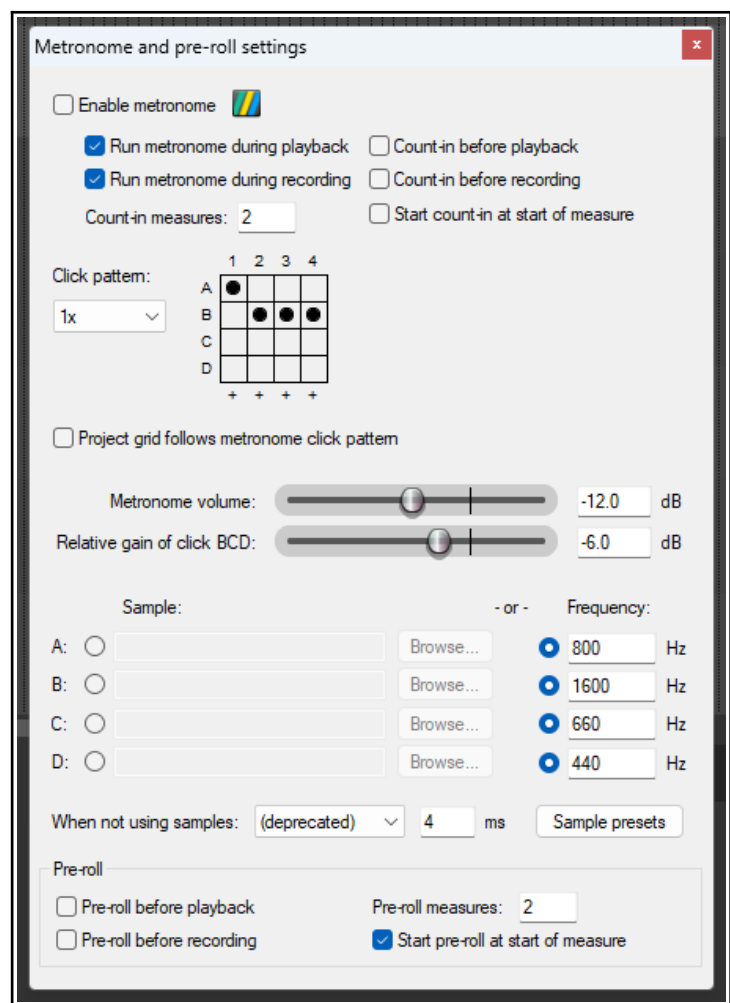 Metronome and pre-roll settings
x
Enable metronome
Run metronome during playback
Count-in before playback
Run metronome during recording
Count-in before recording
Count-in measures: 2
Start count-in at start of measure
Click pattern:
1 2 3 4
1x
A
B
C
D
+ + + +
Project grid follows metronome click pattern
Metronome volume: -12.0 dB
Relative gain of click BCD: -6.0 dB
Sample: - or - Frequency:
A: Browse... 800 Hz
B: Browse... 1600 Hz
C: Browse... 660 Hz
D: Browse... 440 Hz
When not using samples: (deprecated) 4 ms Sample presets
Pre-roll
Pre-roll before playback
Pre-roll measures: 2
Pre-roll before recording
Start pre-roll at start of measure